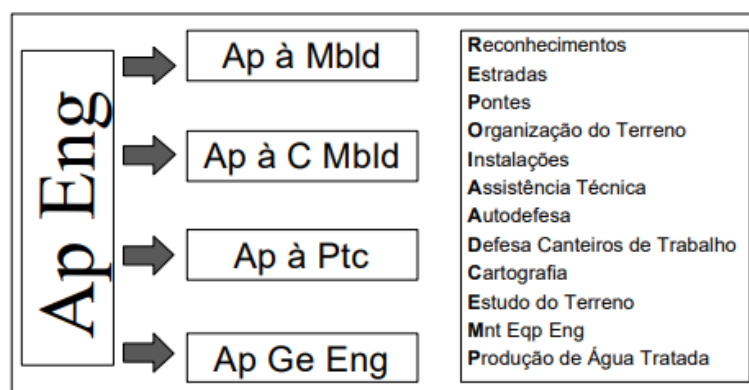 Ap Eng
Ap à Mbld
Ap à C Mbld
Ap à Ptc
Ap Ge Eng
Reconhecimentos
Estradas
Pontes
Organização do Terreno
Instalações
Assistência Técnica
Autodefesa
Defesa Canteiros de Trabalho
Cartografia
Estudo do Terreno
Mnt Eqp Eng
Produção de Água Tratada